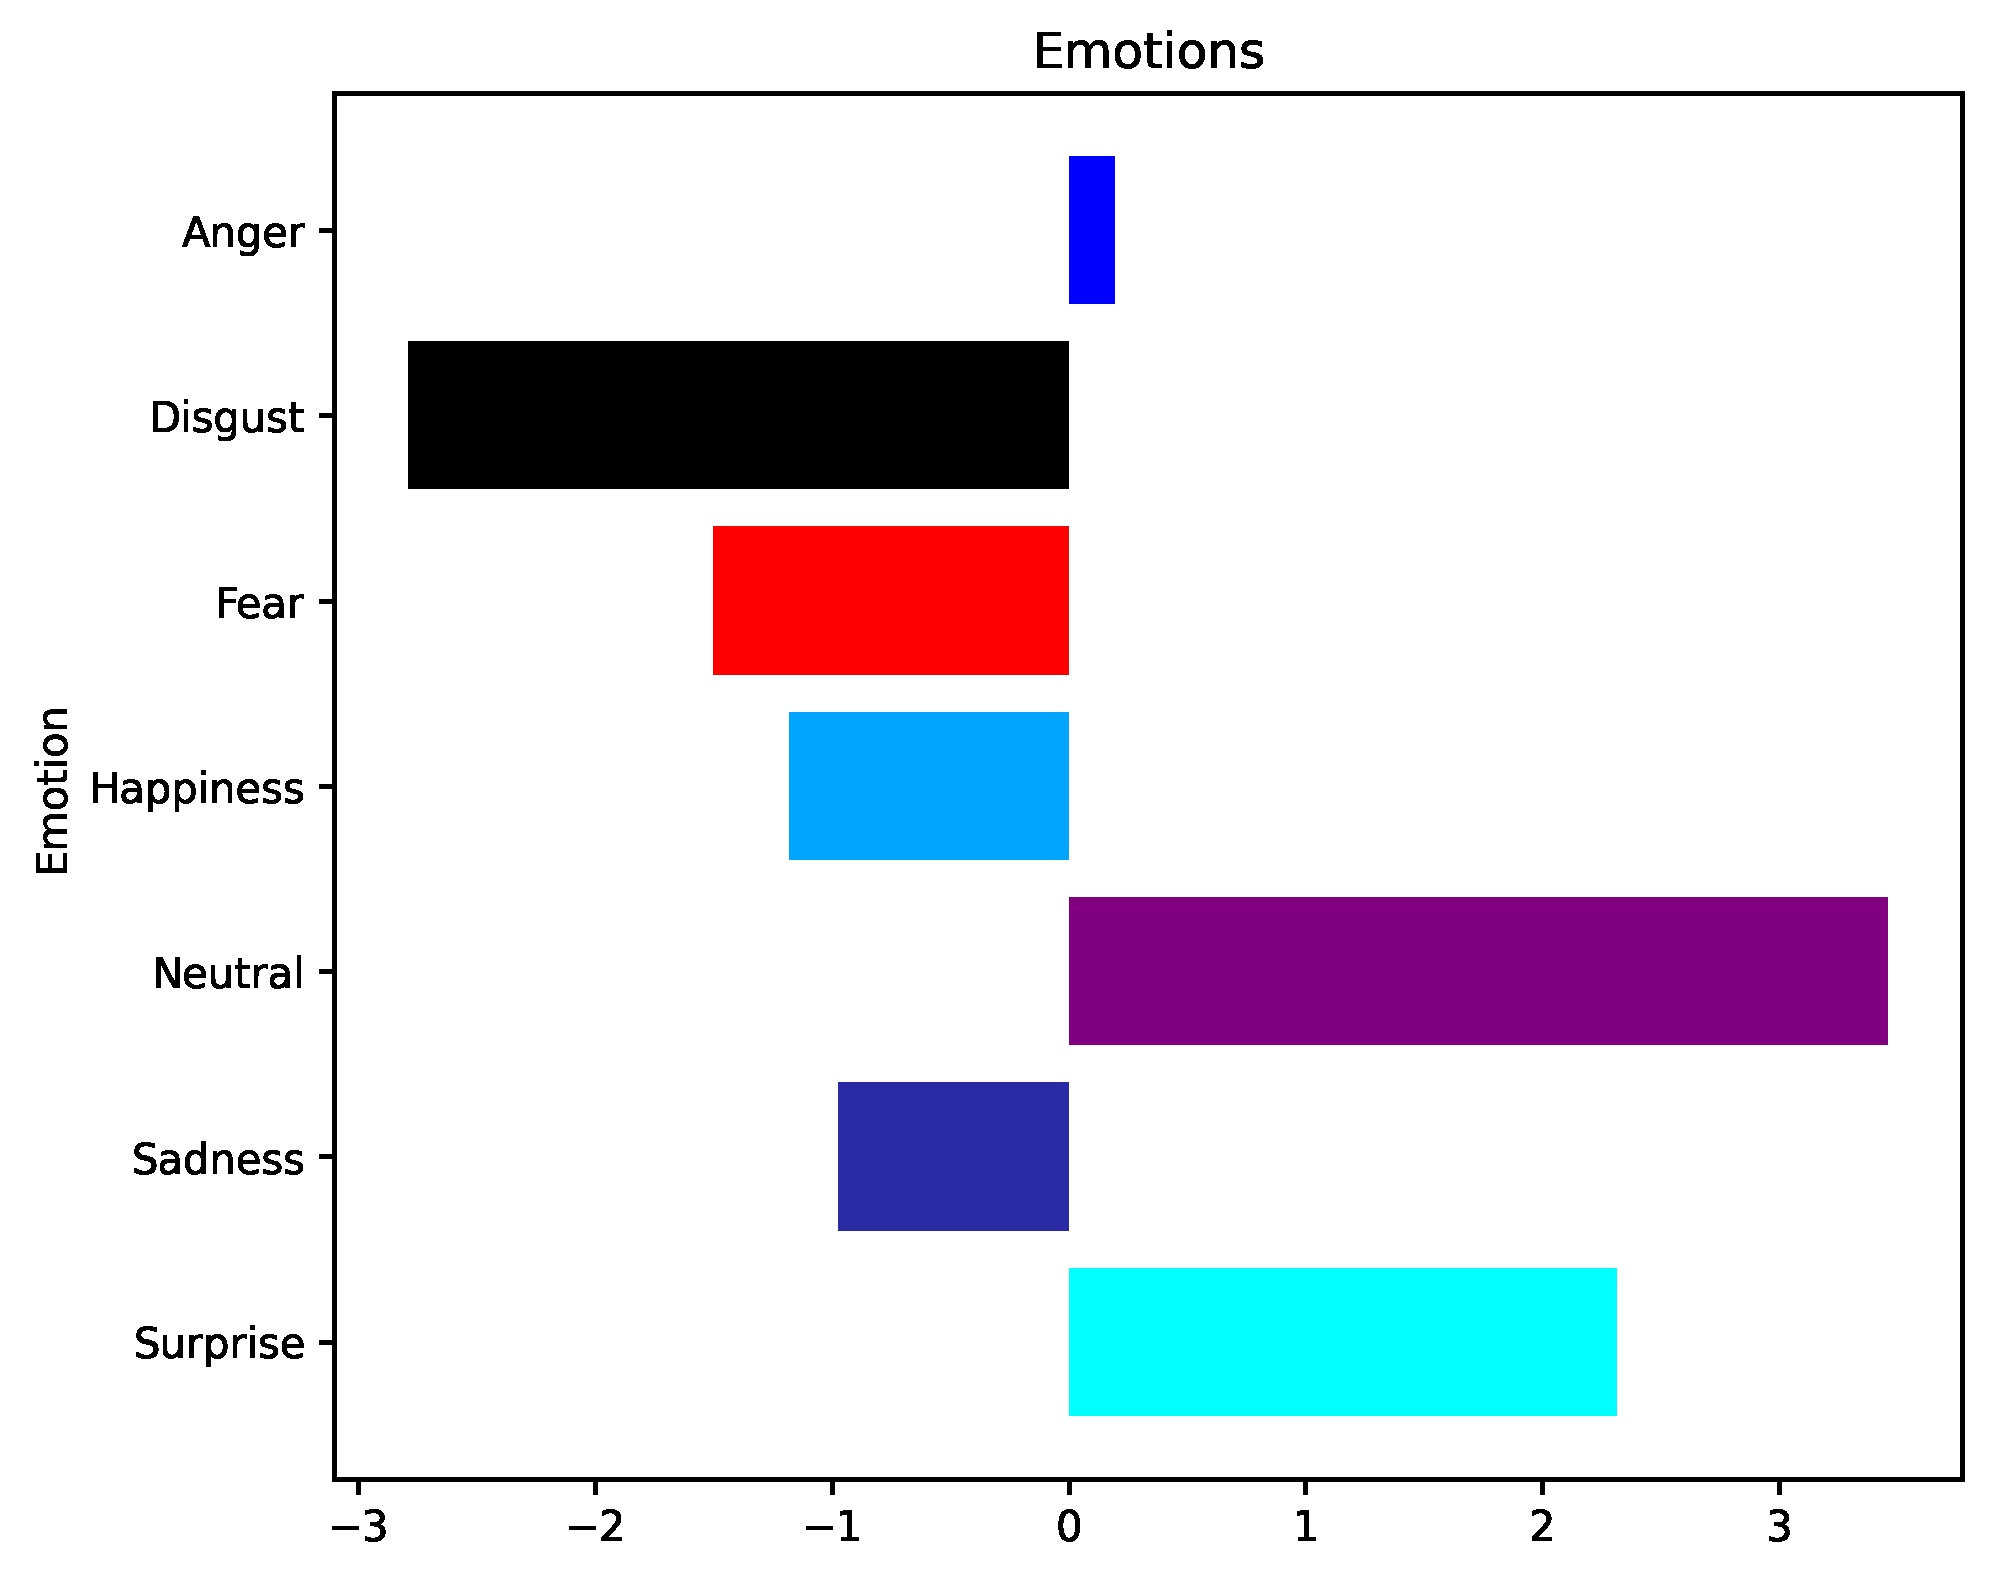 Emotions
Anger
Disgust
Fear
Happiness
Neutral
Sadness
Surprise
Emotion
−3 −2 −1 0 1 2 3